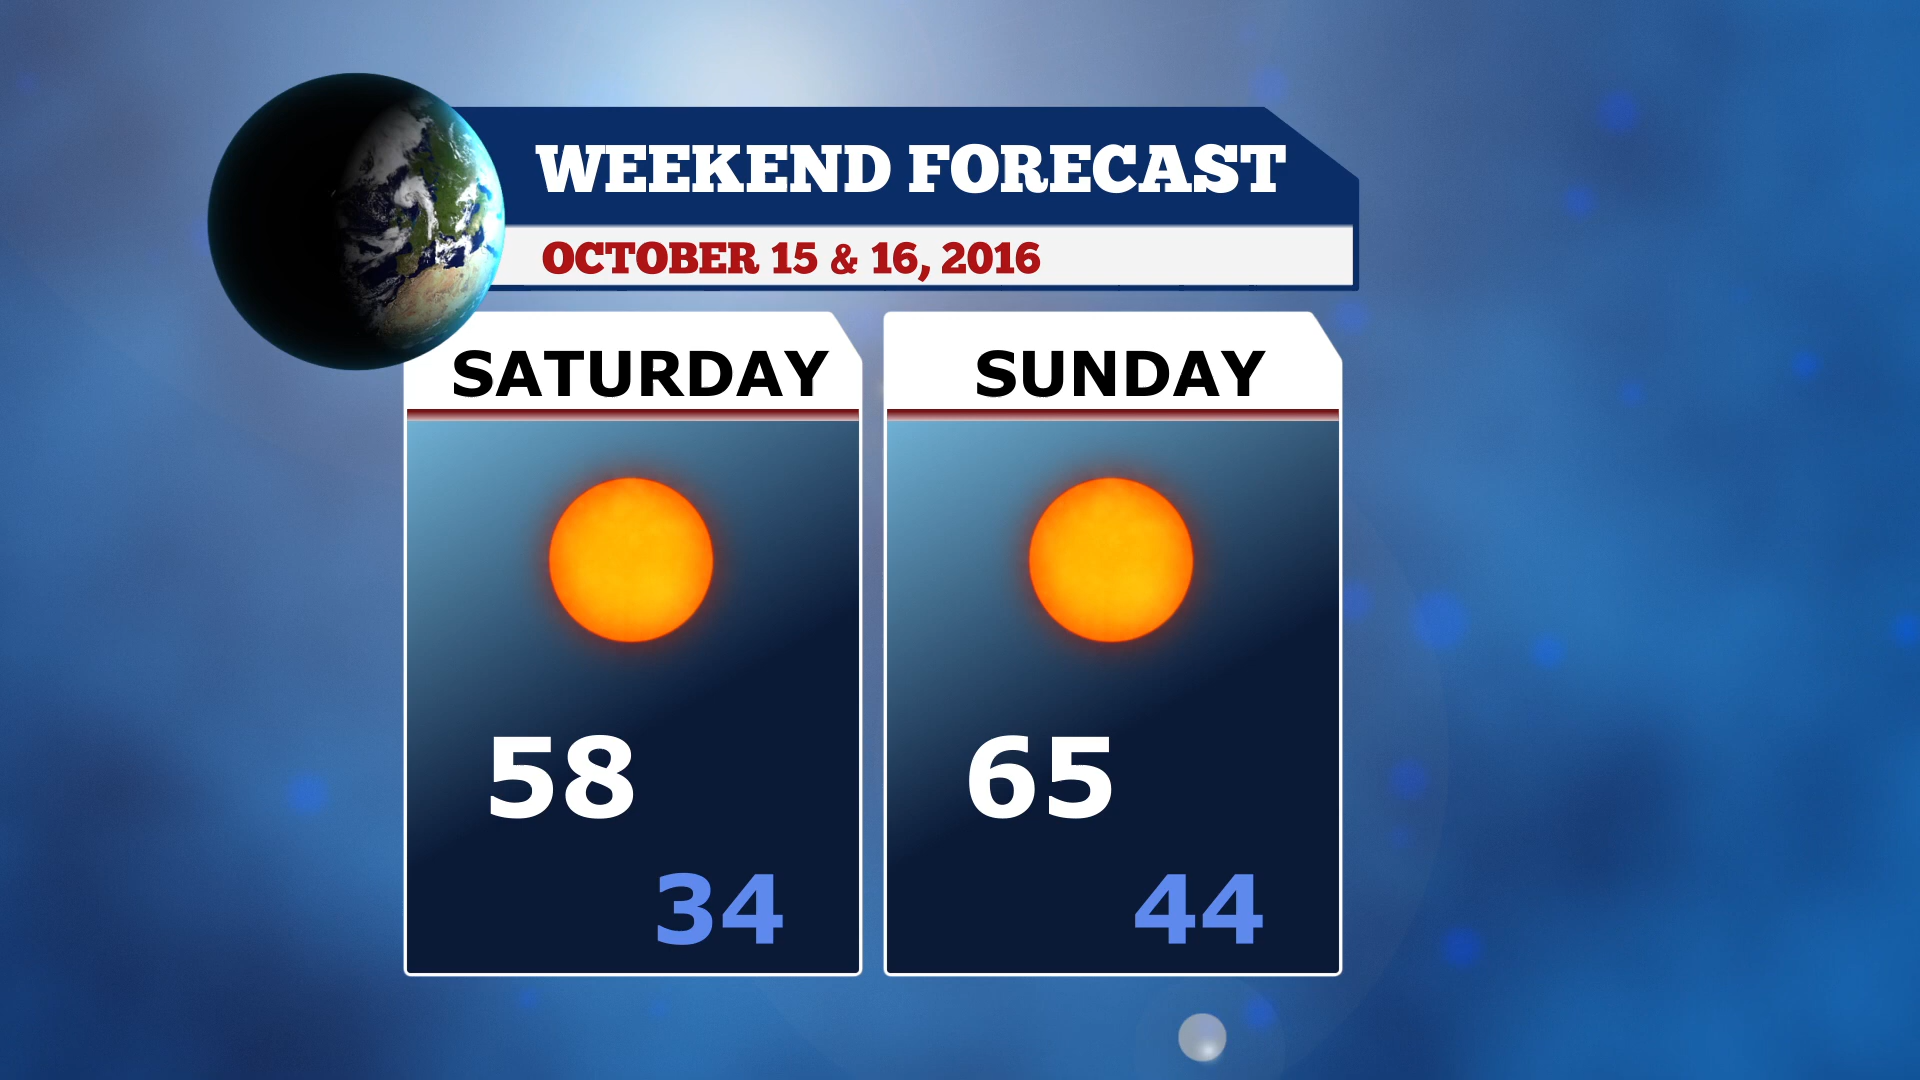 WEEKEND FORECAST
OCTOBER 15 & 16, 2016
SATURDAY
58
34
SUNDAY
65
44